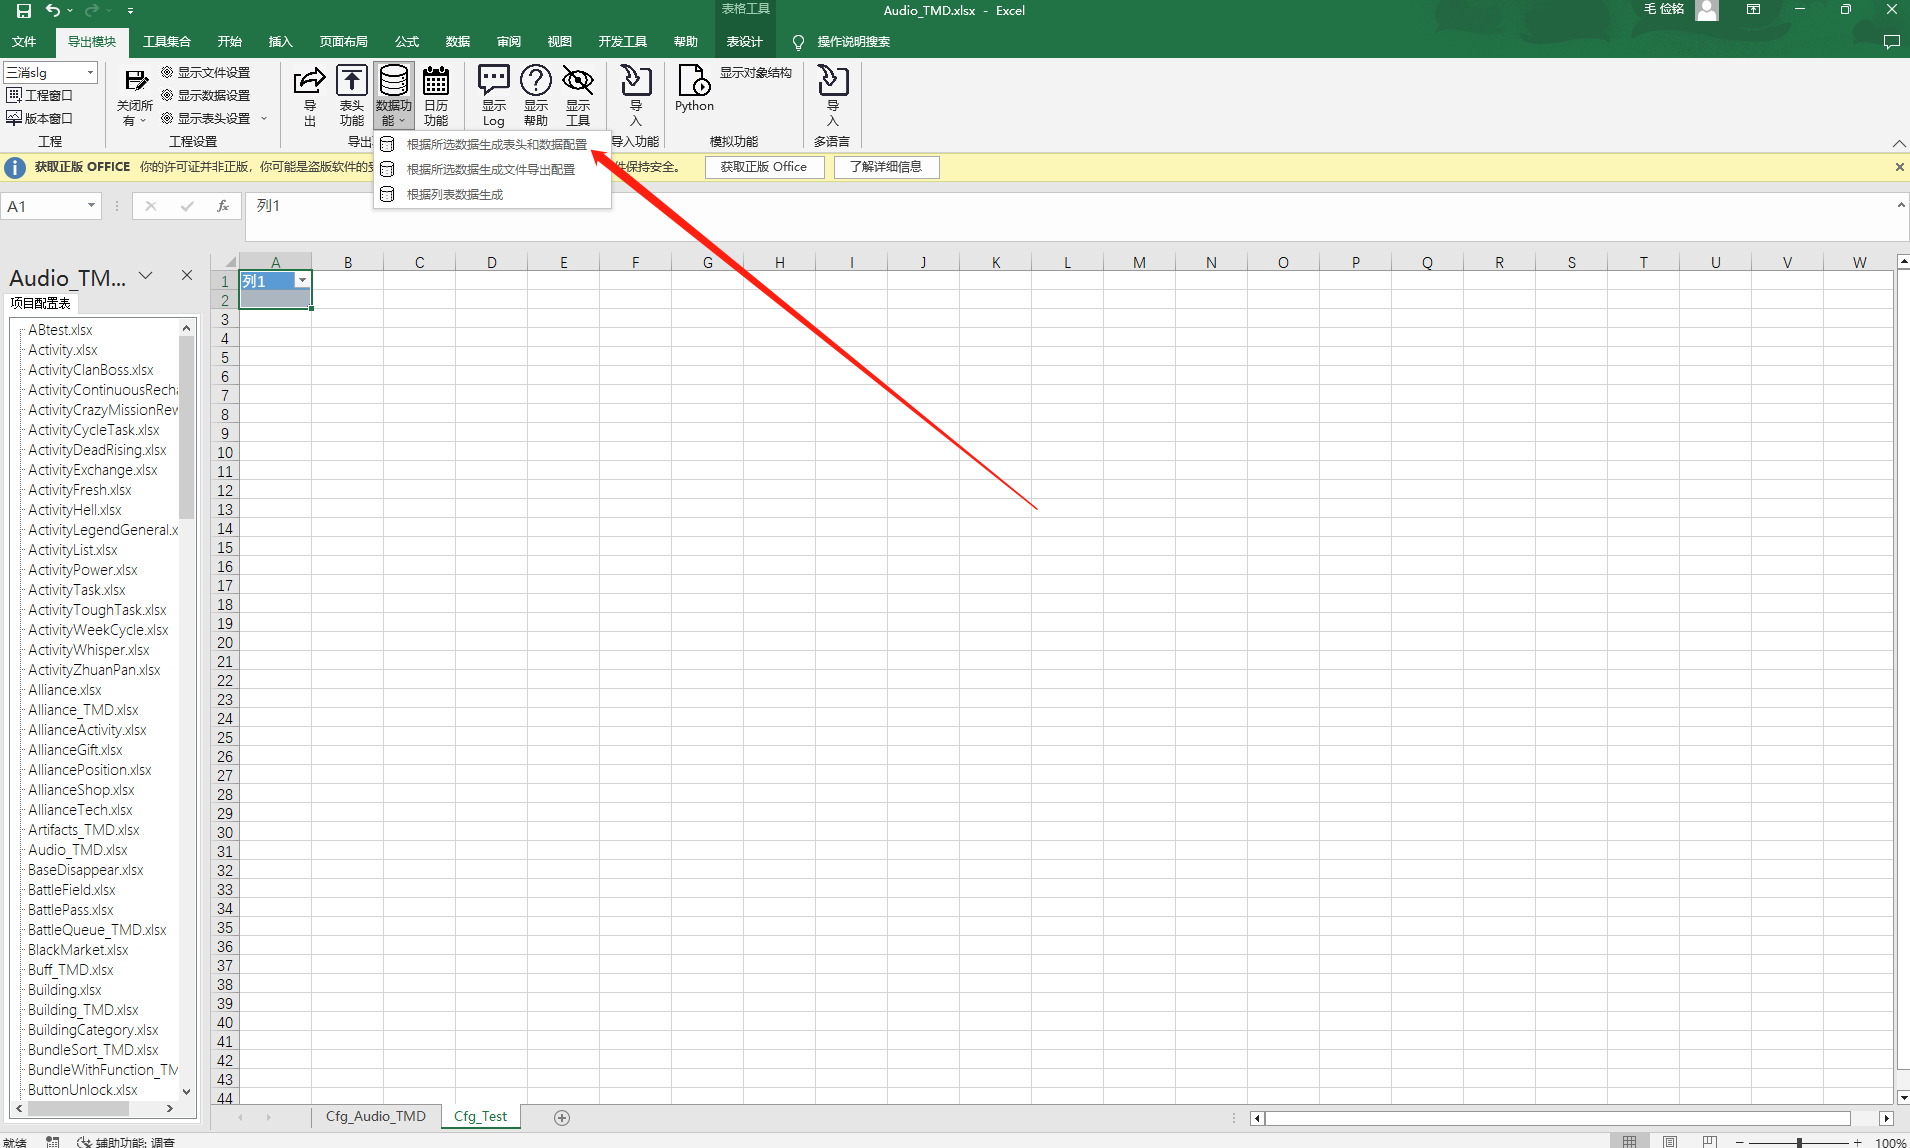 表格工具
Audio_TMD.xlsx - Excel
毛 俭铭
文件 导出模块 工具集合 开始 插入 页面布局 公式 数据 审阅 视图 开发工具 帮助 表设计 操作说明搜索
三消slg
工程窗口
版本窗口
工程
关闭所有
显示文件设置
显示数据设置
显示表头设置
工程设置
导出
表头功能
数据功能
日历功能
导出
显示Log
显示帮助
显示工具
导入
导入功能
Python
显示对象结构
模拟功能
导入
多语言
根据所选数据生成表头和数据配置
根据所选数据生成文件导出配置
根据列表数据生成
获取正版 OFFICE 你的许可证并非正版，你可能是盗版软件的受
件保持安全。 获取正版 Office 了解详细信息
A1 fx 列1
Audio_TM...
项目配置表
ABtest.xlsx
Activity.xlsx
ActivityClanBoss.xlsx
ActivityContinuousRecha
ActivityCrazyMissionRew
ActivityCycleTask.xlsx
ActivityDeadRising.xlsx
ActivityExchange.xlsx
ActivityFresh.xlsx
ActivityHell.xlsx
ActivityLegendGeneral.x
ActivityList.xlsx
ActivityPower.xlsx
ActivityTask.xlsx
ActivityToughTask.xlsx
ActivityWeekCycle.xlsx
ActivityWhisper.xlsx
ActivityZhuanPan.xlsx
Alliance.xlsx
Alliance_TMD.xlsx
AllianceActivity.xlsx
AllianceGift.xlsx
AlliancePosition.xlsx
AllianceShop.xlsx
AllianceTech.xlsx
Artifacts_TMD.xlsx
Audio_TMD.xlsx
BaseDisappear.xlsx
BattleField.xlsx
BattlePass.xlsx
BattleQueue_TMD.xlsx
BlackMarket.xlsx
Buff_TMD.xlsx
Building.xlsx
Building_TMD.xlsx
BuildingCategory.xlsx
BundleSort_TMD.xlsx
BundleWithFunction_TM
ButtonUnlock.xlsx
A B C D E F G H I J K L M N O P Q R S T U V W
1 列1
2
3
4
5
6
7
8
9
10
11
12
13
14
15
16
17
18
19
20
21
22
23
24
25
26
27
28
29
30
31
32
33
34
35
36
37
38
39
40
41
42
43
44
Cfg_Audio_TMD Cfg_Test
就绪 辅助功能: 调查 100%